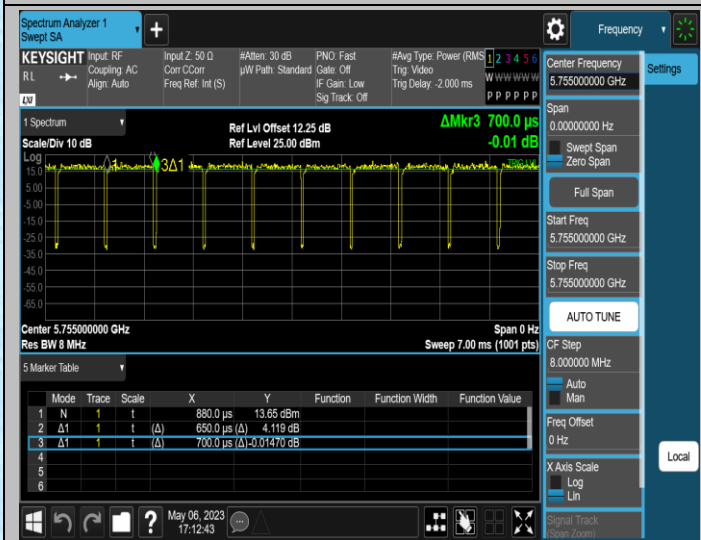 Spectrum Analyzer 1
Swept SA
+
Frequency
KEYSIGHT
RL
LXI
Input: RF
Coupling: AC
Align: Auto
Input Z: 50 Ω
Corr CCorr
Freq Ref: Int (S)
#Atten: 30 dB
µW Path: Standard
PNO: Fast
Gate: Off
IF Gain: Low
Sig Track: Off
#Avg Type: Power (RMS
Trig: Video
Trig Delay: -2.000 ms
1 2 3 4 5 6
W W W W W W
P P P P P P
1 Spectrum
Scale/Div 10 dB
Ref Lvl Offset 12.25 dB
Ref Level 25.00 dBm
ΔMkr3 700.0 µs
-0.01 dB
Log
3Δ1
15.0
5.00
-5.00
-15.0
-25.0
-35.0
-45.0
-55.0
-65.0
Center 5.755000000 GHz
Span 0 Hz
Res BW 8 MHz
Sweep 7.00 ms (1001 pts)
5 Marker Table
Mode Trace Scale X Y Function Function Width Function Value
1 N 1 t 880.0 µs 13.65 dBm
2 Δ1 1 t (Δ) 650.0 µs (Δ) 4.119 dB
3 Δ1 1 t (Δ) 700.0 µs (Δ) -0.01470 dB
4
5
6
May 06, 2023
17:12:43
Center Frequency
5.755000000 GHz
Settings
Span
0.00000000 Hz
Swept Span
Zero Span
Full Span
Start Freq
5.755000000 GHz
Stop Freq
5.755000000 GHz
AUTO TUNE
CF Step
8.000000 MHz
Auto
Man
Freq Offset
0 Hz
Local
X Axis Scale
Log
Lin
Signal Track
(Span Zoom)